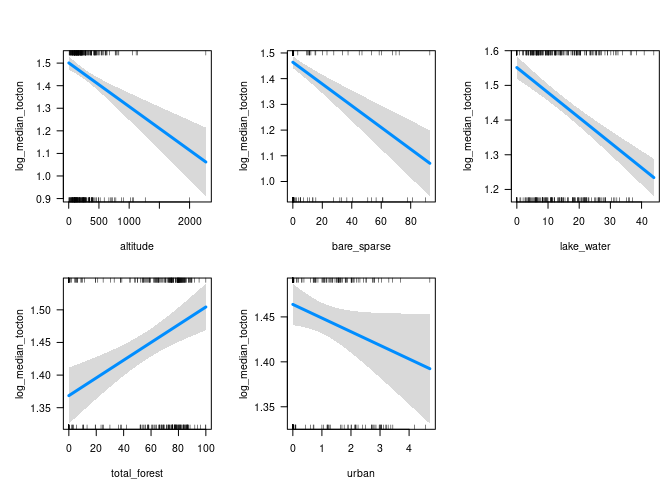 log_median_tocton
1.5
1.4
1.3
1.2
1.1
1.0
0.9
0 500 1000 2000
altitude
log_median_tocton
1.5
1.4
1.3
1.2
1.1
1.0
0 20 40 60 80
bare_sparse
log_median_tocton
1.6
1.5
1.4
1.3
1.2
0 10 20 30 40
lake_water
log_median_tocton
1.50
1.45
1.40
1.35
0 20 40 60 80 100
total_forest
log_median_tocton
1.45
1.40
1.35
0 1 2 3 4
urban